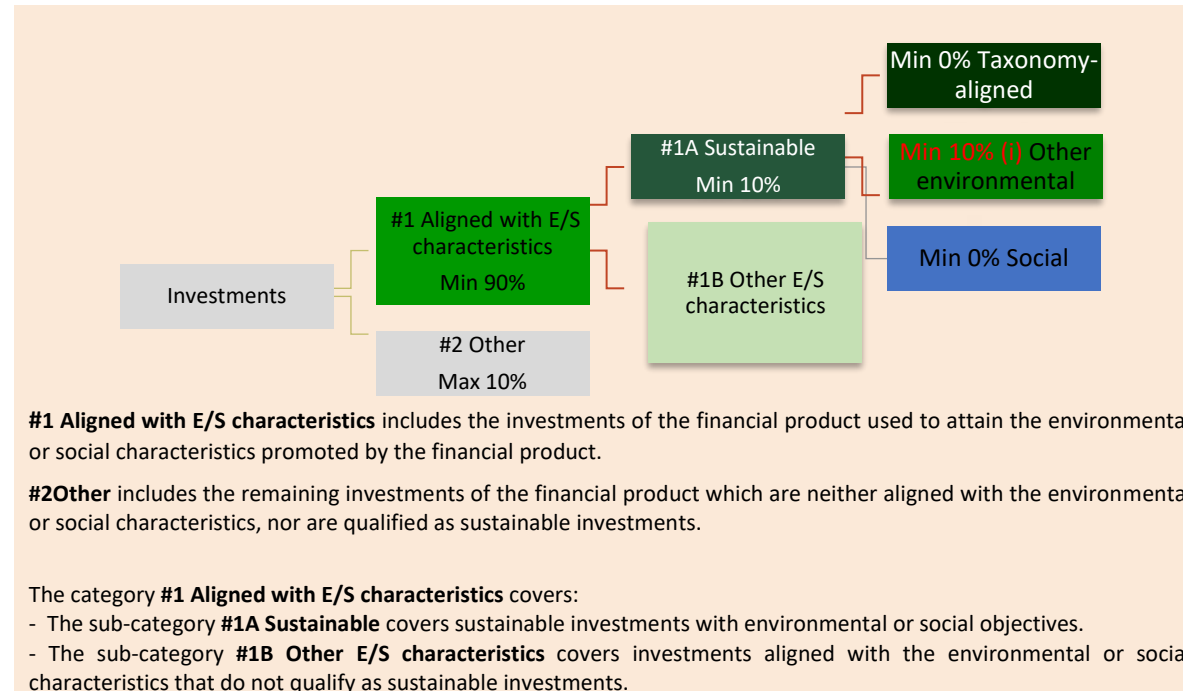 Min 0% Taxonomy-
aligned
#1A Sustainable
Min 10%
Min 10% (i) Other
environmental
#1 Aligned with E/S
characteristics
Min 90%
Min 0% Social
#1B Other E/S
characteristics
Investments
#2 Other
Max 10%
#1 Aligned with E/S characteristics includes the investments of the financial product used to attain the environmenta
or social characteristics promoted by the financial product.
#2Other includes the remaining investments of the financial product which are neither aligned with the environmenta
or social characteristics, nor are qualified as sustainable investments.
The category #1 Aligned with E/S characteristics covers:
- The sub-category #1A Sustainable covers sustainable investments with environmental or social objectives.
- The sub-category #1B Other E/S characteristics covers investments aligned with the environmental or socia
characteristics that do not qualify as sustainable investments.